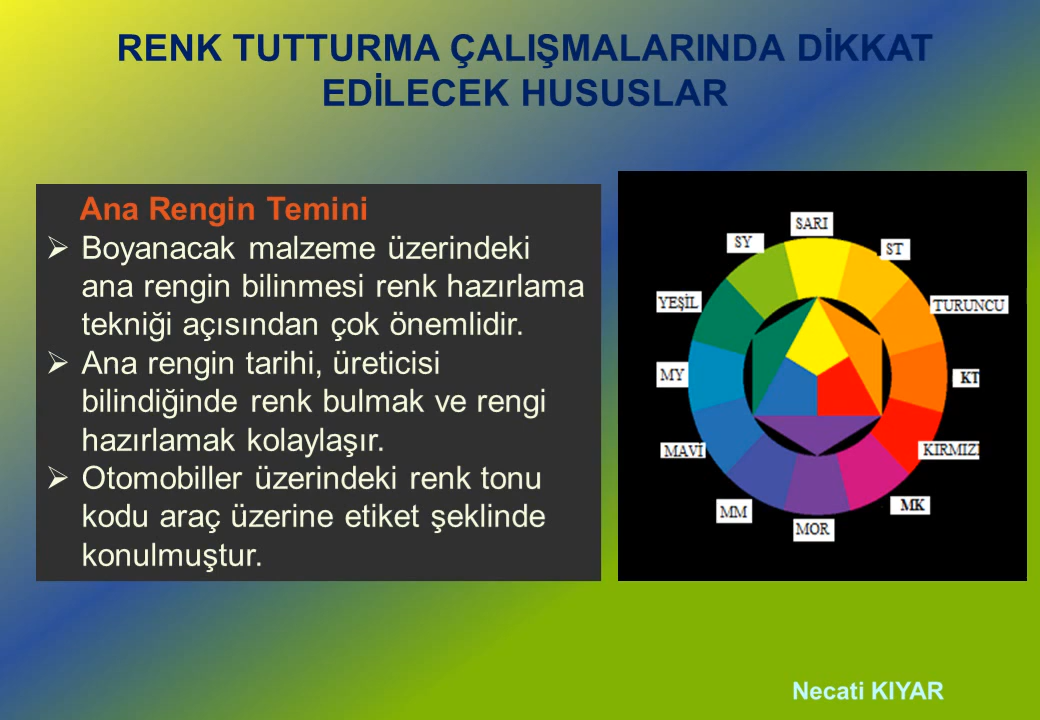 RENK TUTTURMA ÇALIŞMALARINDA DİKKAT
EDİLECEK HUSUSLAR
Ana Rengin Temini
➢ Boyanacak malzeme üzerindeki
ana rengin bilinmesi renk hazırlama
tekniği açısından çok önemlidir.
➢ Ana rengin tarihi, üreticisi
bilindiğinde renk bulmak ve rengi
hazırlamak kolaylaşır.
➢ Otomobiller üzerindeki renk tonu
kodu araç üzerine etiket şeklinde
konulmuştur.
SARI
SY
ST
YEŞİL
TURUNCU
MY
KT
MAVİ
KIRMIZI
MM
MK
MOR
Necati KIYAR